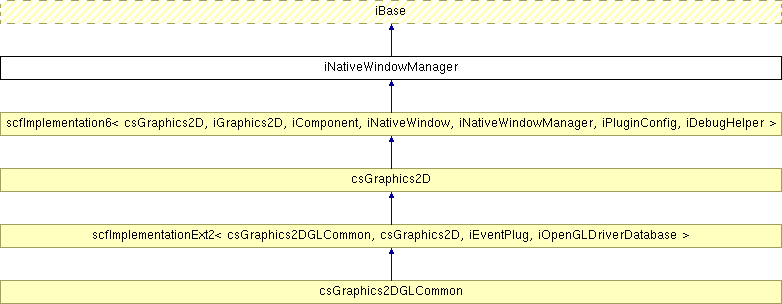 iBase
iNativeWindowManager
scfImplementation6< csGraphics2D, iGraphics2D, iComponent, iNativeWindow, iNativeWindowManager, iPluginConfig, iDebugHelper >
csGraphics2D
scfImplementationExt2< csGraphics2DGLCommon, csGraphics2D, iEventPlug, iOpenGLDriverDatabase >
csGraphics2DGLCommon